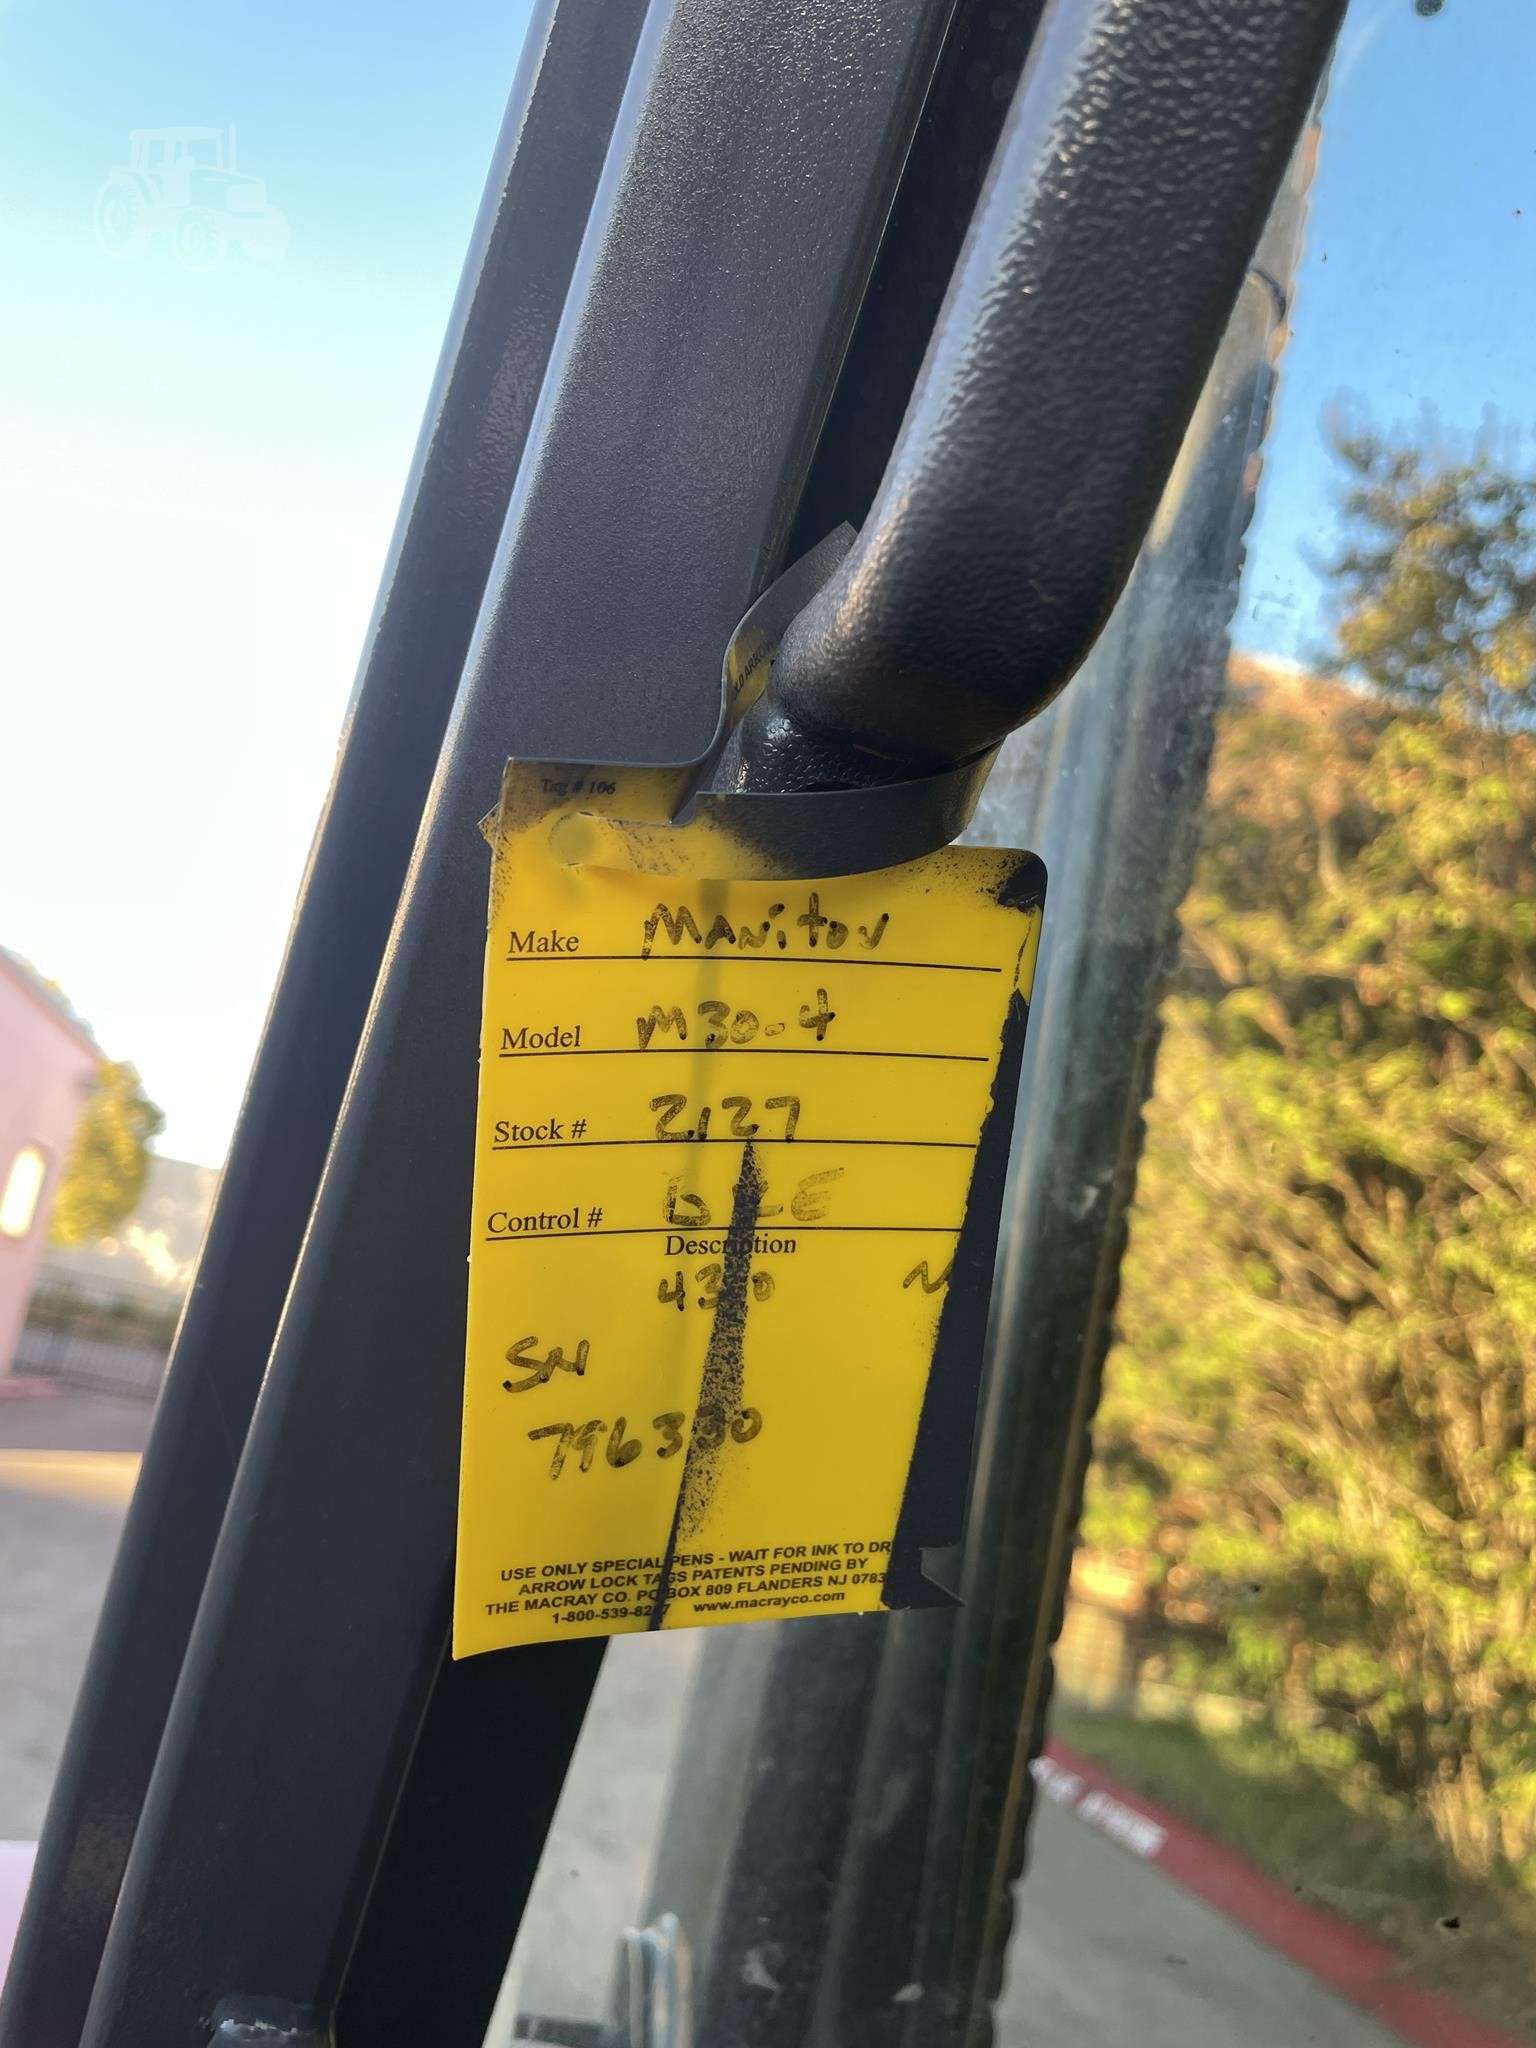 Tag # 106
Make MANitou
Model M30-4
Stock # 2127
Control #
Description
SN
USE ONLY SPECIAL PENS - WAIT FOR INK TO DR
ARROW LOCK TAGS PATENTS PENDING BY
THE MACRAY CO. PO BOX 809 FLANDERS NJ 0783
www.macrayco.com